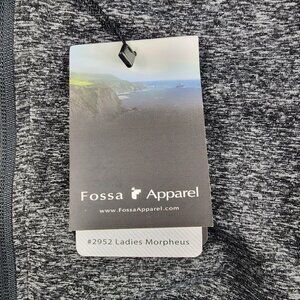 Fossa Apparel
www.FossaApparel.com
#2952 Ladies Morpheus